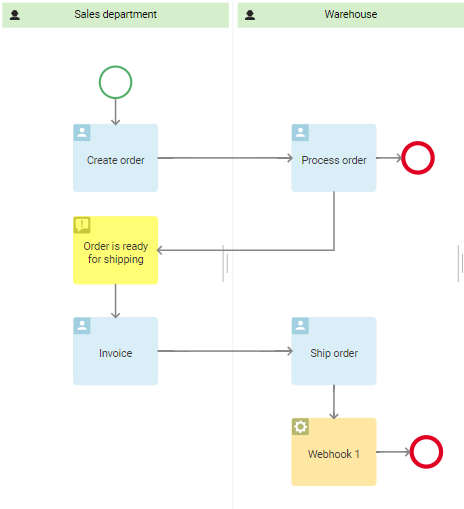 Sales department
Warehouse
Create order
Process order
Order is ready
for shipping
Invoice
Ship order
Webhook 1